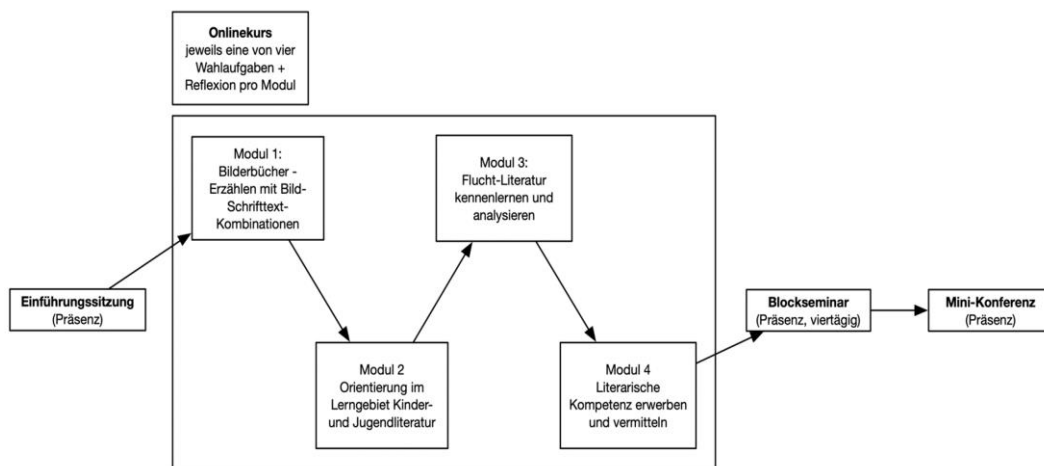 Onlinekurs
jeweils eine von vier
Wahlaufgaben +
Reflexion pro Modul
Modul 1:
Bilderbücher -
Erzählen mit Bild-
Schrifttext-
Kombinationen
Modul 3:
Flucht-Literatur
kennenlernen und
analysieren
Einführungssitzung
(Präsenz)
Blockseminar
(Präsenz, viertägig)
Mini-Konferenz
(Präsenz)
Modul 2
Orientierung im
Lerngebiet Kinder-
und Jugendliteratur
Modul 4
Literarische
Kompetenz erwerben
und vermitteln